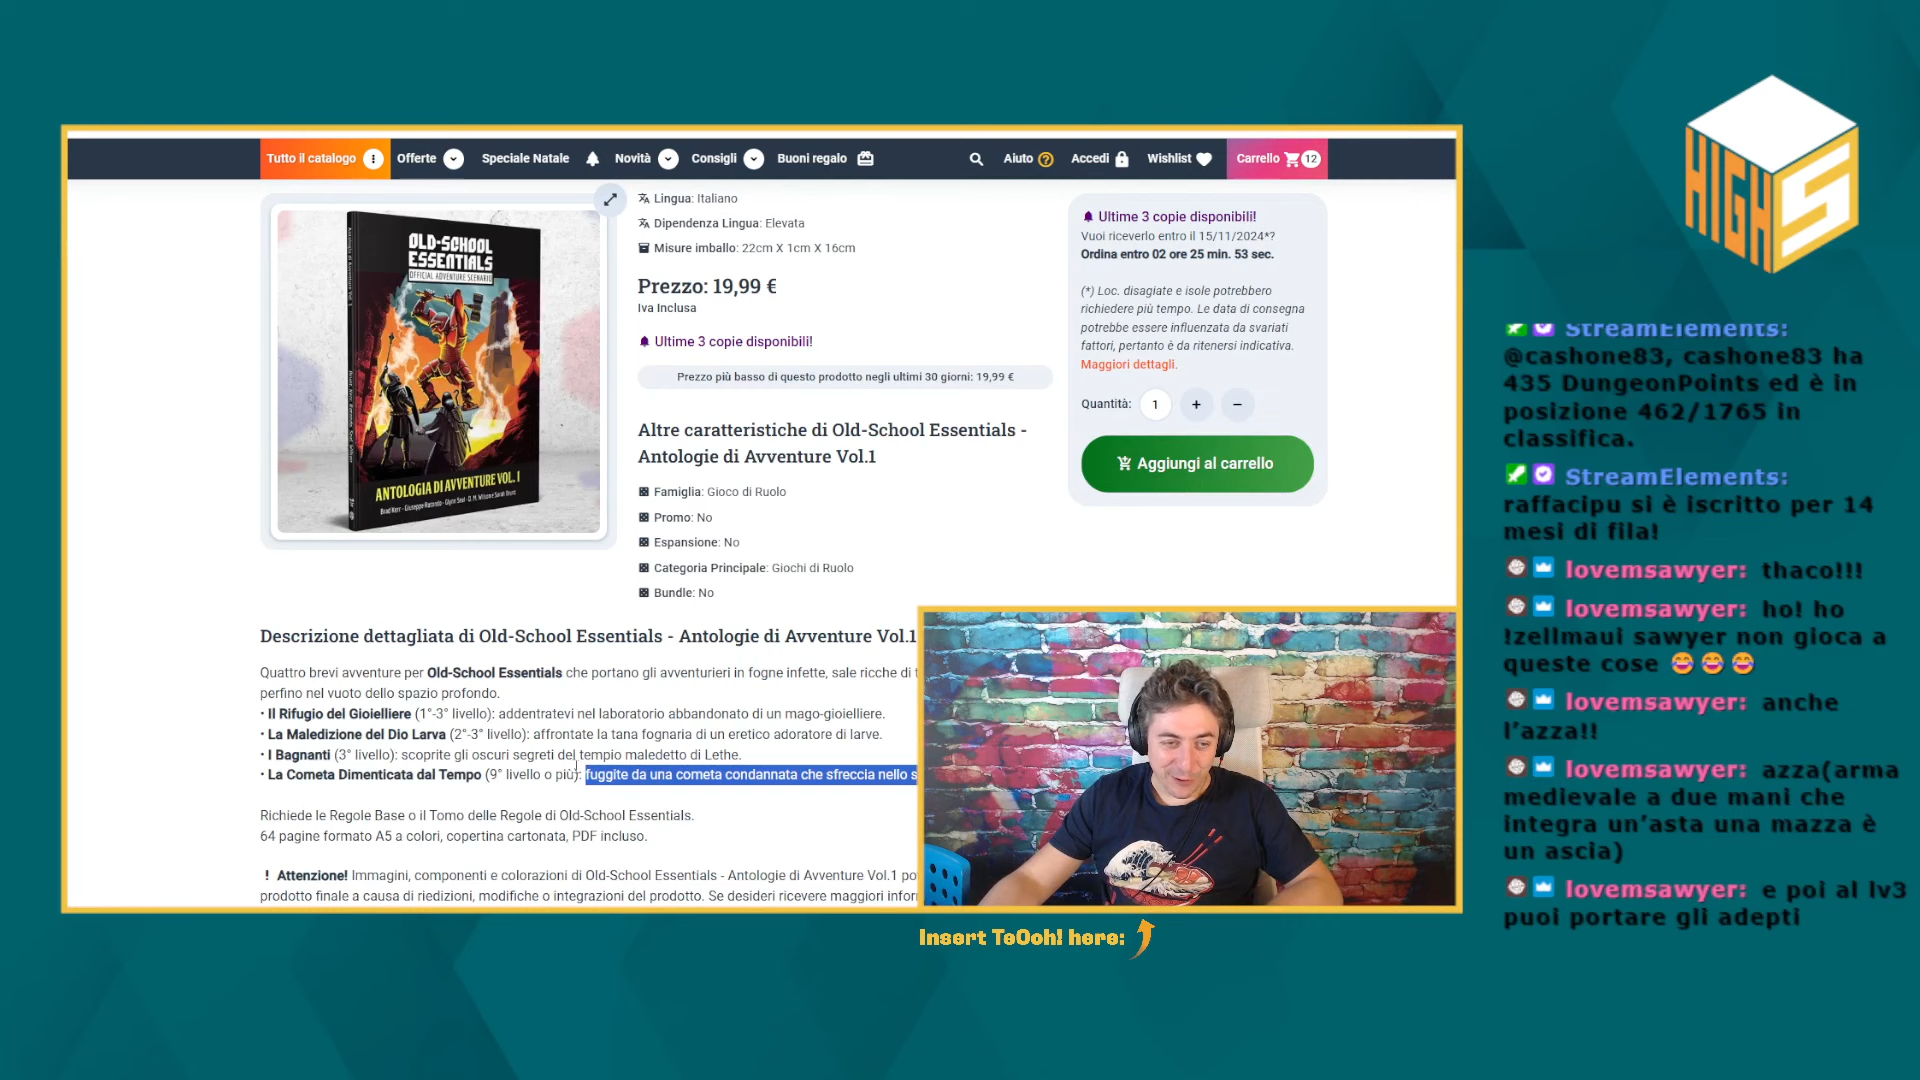 Tutto il catalogo
Offerte
Speciale Natale
Novità
Consigli
Buoni regalo
Aiuto
Accedi
Wishlist
Carrello 12
OLD-SCHOOL
ESSENTIALS
OFFICIAL ADVENTURE SCENARIO
ANTOLOGIA DI AVVENTURE VOL. 1
Lingua: Italiano
Dipendenza Lingua: Elevata
Misure imballo: 22cm X 1cm X 16cm
Prezzo: 19,99 €
Iva Inclusa
Ultime 3 copie disponibili!
Prezzo più basso di questo prodotto negli ultimi 30 giorni: 19,99 €
Altre caratteristiche di Old-School Essentials -
Antologie di Avventure Vol.1
Famiglia: Gioco di Ruolo
Promo: No
Espansione: No
Categoria Principale: Giochi di Ruolo
Bundle: No
Ultime 3 copie disponibili!
Vuoi riceverlo entro il 15/11/2024*?
Ordina entro 02 ore 25 min. 53 sec.
(*) Loc. disagiate e isole potrebbero
richiedere più tempo. Le data di consegna
potrebbe essere influenzata da svariati
fattori, pertanto è da ritenersi indicativa.
Maggiori dettagli.
Quantità: 1 + −
Aggiungi al carrello
Descrizione dettagliata di Old-School Essentials - Antologie di Avventure Vol.1
Quattro brevi avventure per Old-School Essentials che portano gli avventurieri in fogne infette, sale ricche di
perfino nel vuoto dello spazio profondo.
• Il Rifugio del Gioielliere (1°-3° livello): addentratevi nel laboratorio abbandonato di un mago-gioielliere.
• La Maledizione del Dio Larva (2°-3° livello): affrontate la tana fognaria di un eretico adoratore di larve.
• I Bagnanti (3° livello): scoprite gli oscuri segreti del tempio maledetto di Lethe.
• La Cometa Dimenticata dal Tempo (9° livello o più): fuggite da una cometa condannata che sfreccia nello s
Richiede le Regole Base o il Tomo delle Regole di Old-School Essentials.
64 pagine formato A5 a colori, copertina cartonata, PDF incluso.
! Attenzione! Immagini, componenti e colorazioni di Old-School Essentials - Antologie di Avventure Vol.1 po
prodotto finale a causa di riedizioni, modifiche o integrazioni del prodotto. Se desideri ricevere maggiori infor
Insert TeOoh! here:
HIGH 5
StreamElements:
@cashone83, cashone83 ha
435 DungeonPoints ed è in
posizione 462/1765 in
classifica.
StreamElements:
raffacipu si è iscritto per 14
mesi di fila!
lovemsawyer: thaco!!!
lovemsawyer: ho! ho
!zellmaui sawyer non gioca a
queste cose 😂 😂 😂
lovemsawyer: anche
l'azza!!
lovemsawyer: azza(arma
medievale a due mani che
integra un'asta una mazza è
un ascia)
lovemsawyer: e poi al lv3
puoi portare gli adepti